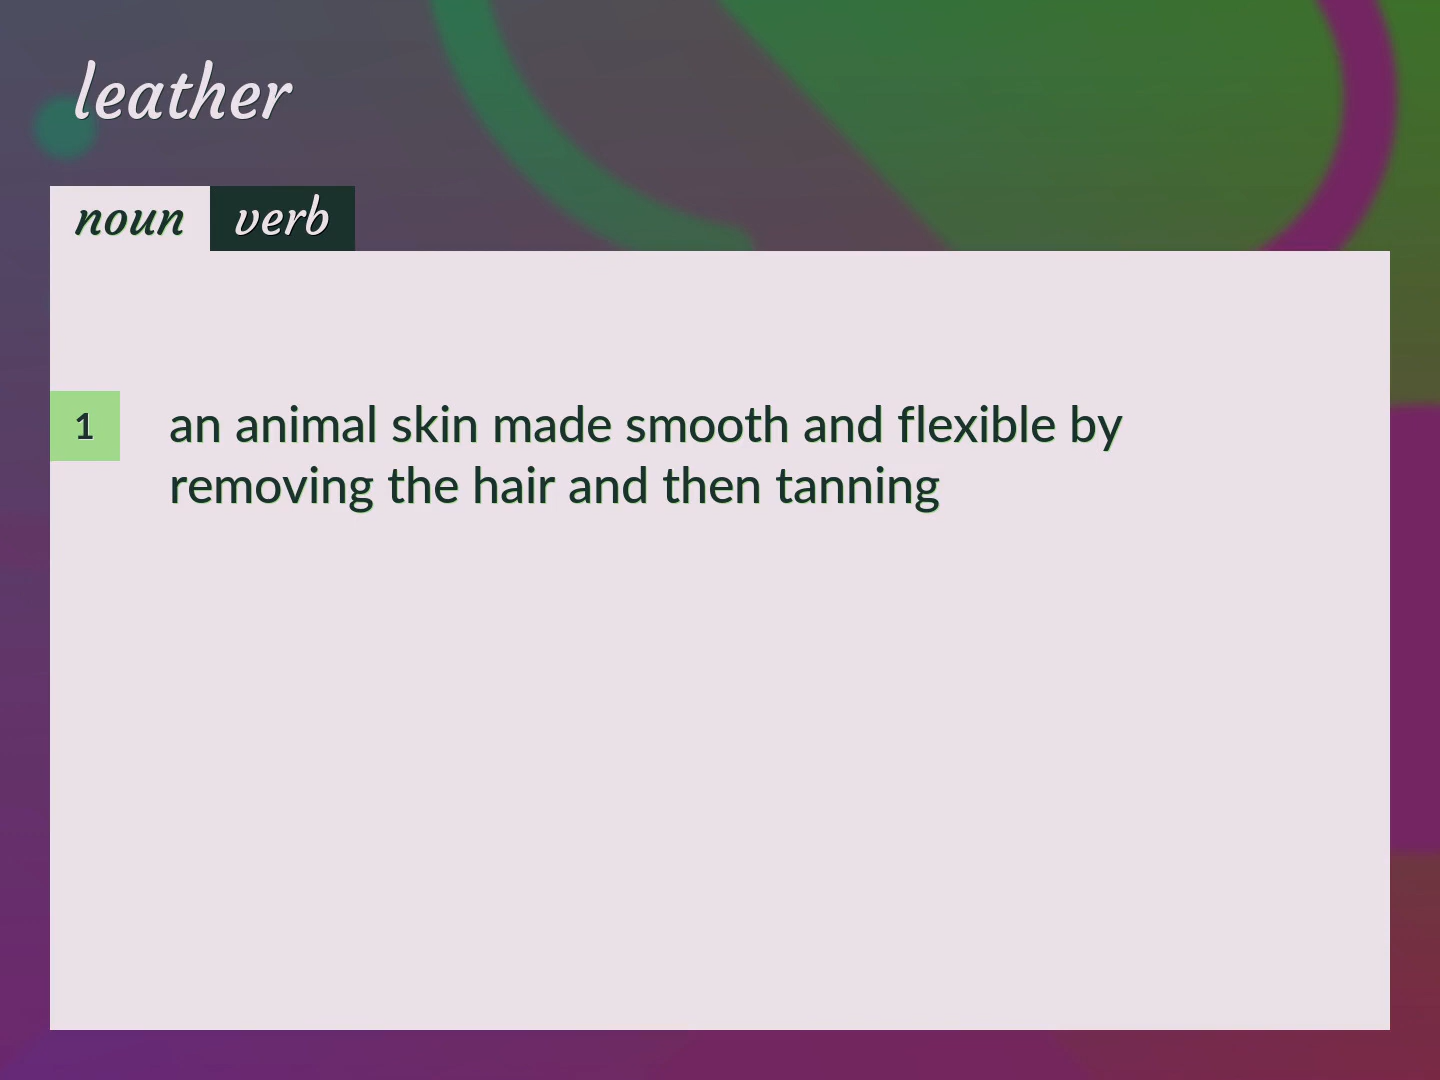 leather
noun verb
1 an animal skin made smooth and flexible by
removing the hair and then tanning